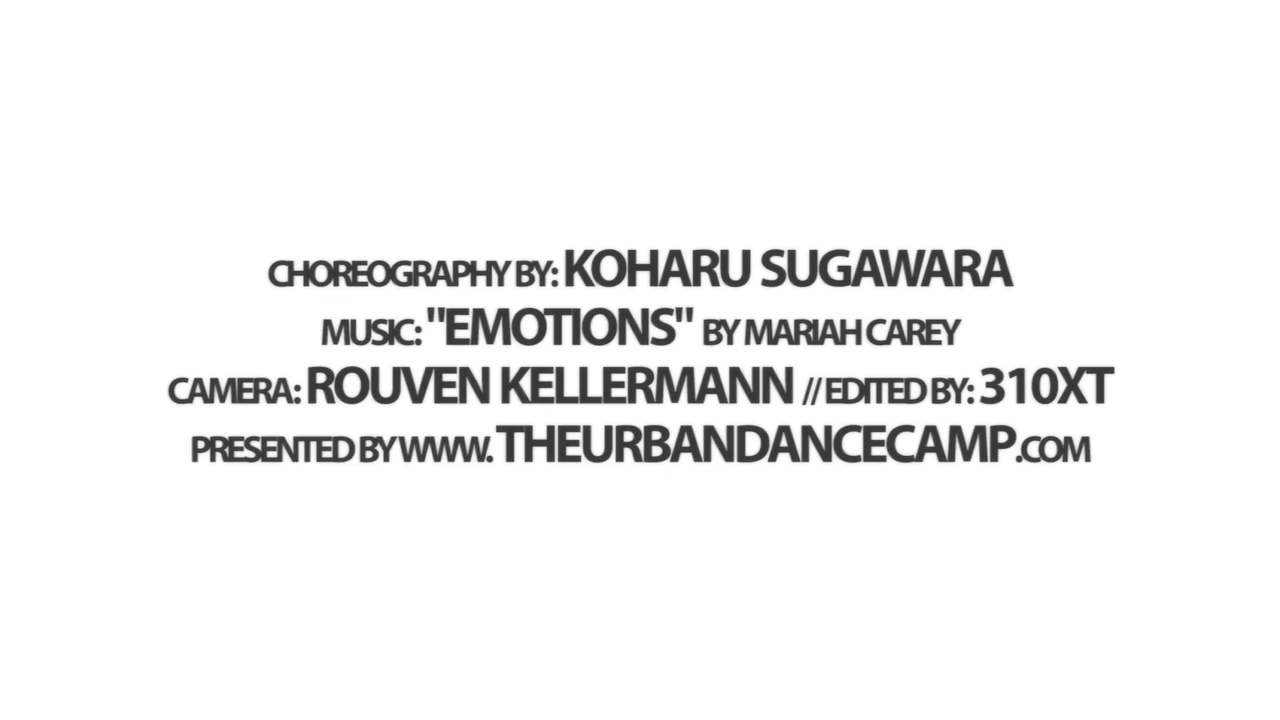 CHOREOGRAPHY BY: KOHARU SUGAWARA
MUSIC: "EMOTIONS" BY MARIAH CAREY
CAMERA: ROUVEN KELLERMANN // EDITED BY: 310XT
PRESENTED BY WWW. THEURBANDANCECAMP.COM